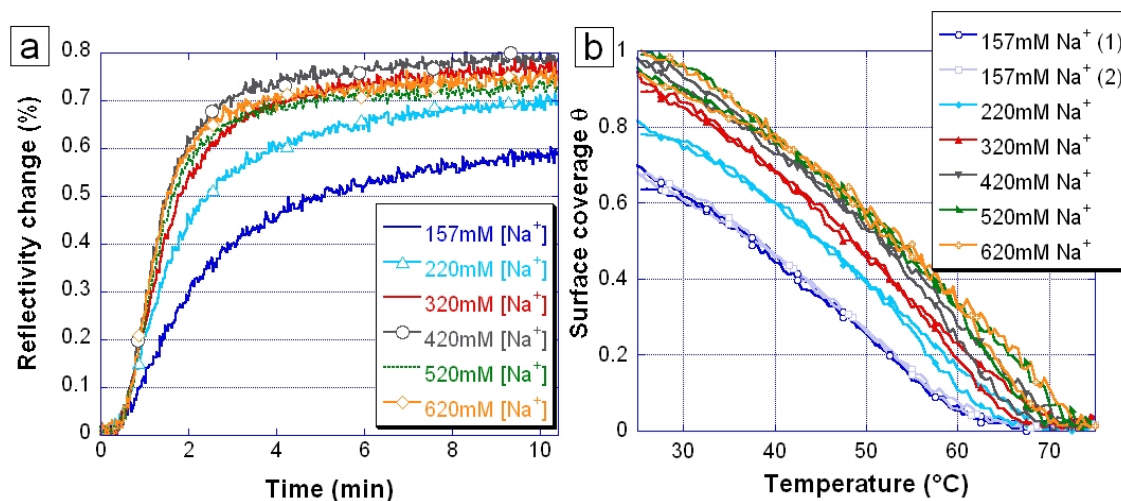 a
Reflectivity change (%)
0.8
0.7
0.6
0.5
0.4
0.3
0.2
0.1
0
0
2
4
6
8
10
Time (min)
157mM [Na⁺]
220mM [Na⁺]
320mM [Na⁺]
420mM [Na⁺]
520mM [Na⁺]
620mM [Na⁺]
b
Surface coverage θ
1
0.8
0.6
0.4
0.2
0
30
40
50
60
70
Temperature (°C)
157mM Na⁺ (1)
157mM Na⁺ (2)
220mM Na⁺
320mM Na⁺
420mM Na⁺
520mM Na⁺
620mM Na⁺